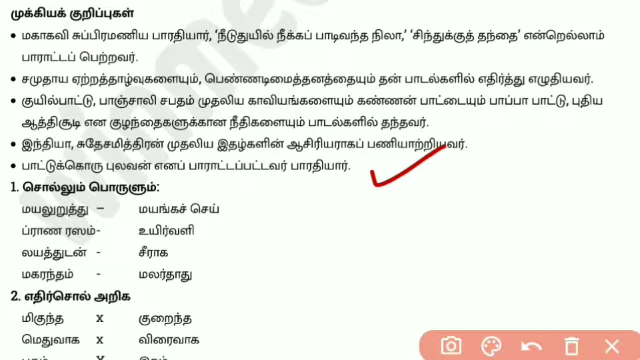 முக்கியக் குறிப்புகள்
• மகாகவி சுப்பிரமணிய பாரதியார், ‘நீடுதுயில் நீக்கப் பாடிவந்த நிலா,’ ‘சிந்துக்குத் தந்தை’ என்றெல்லாம்
பாராட்டப் பெற்றவர்.
• சமுதாய ஏற்றத்தாழ்வுகளையும், பெண்ணடிமைத்தனத்தையும் தன் பாடல்களில் எதிர்த்து எழுதியவர்.
• குயில்பாட்டு, பாஞ்சாலி சபதம் முதலிய காவியங்களையும் கண்ணன் பாட்டையும் பாப்பா பாட்டு, புதிய
ஆத்திசூடி என குழந்தைகளுக்கான நீதிகளையும் பாடல்களில் தந்தவர்.
• இந்தியா, சுதேசமித்திரன் முதலிய இதழ்களின் ஆசிரியராகப் பணியாற்றியவர்.
• பாட்டுக்கொரு புலவன் எனப் பாராட்டப்பட்டவர் பாரதியார்.
1. சொல்லும் பொருளும்:
மயலுறுத்து – மயங்கச் செய்
ப்ராண ரஸம்- உயிர்வளி
லயத்துடன் - சீராக
மகரந்தம் - மலர்தாது
2. எதிர்சொல் அறிக
மிகுந்த x குறைந்த
மெதுவாக x விரைவாக